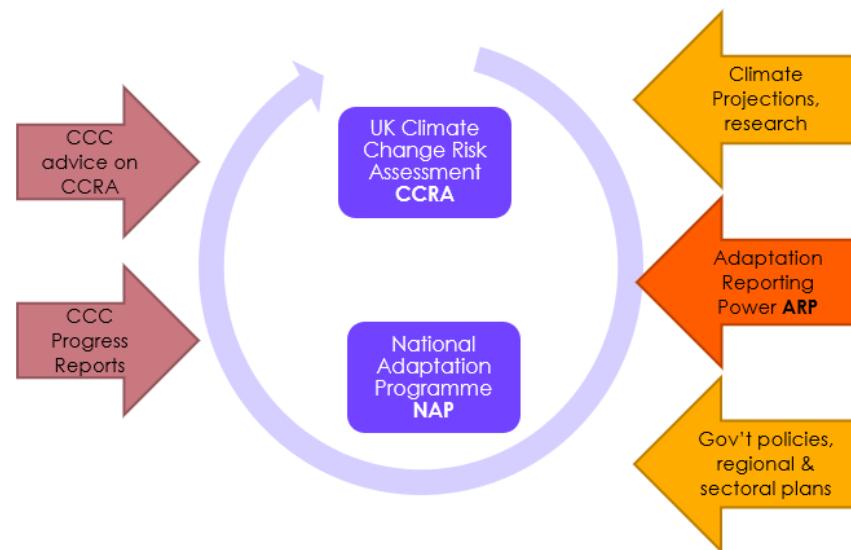 CCC
advice on
CCRA
CCC
Progress
Reports
UK Climate
Change Risk
Assessment
CCRA
National
Adaptation
Programme
NAP
Climate
Projections,
research
Adaptation
Reporting
Power ARP
Gov't policies,
regional &
sectoral plans